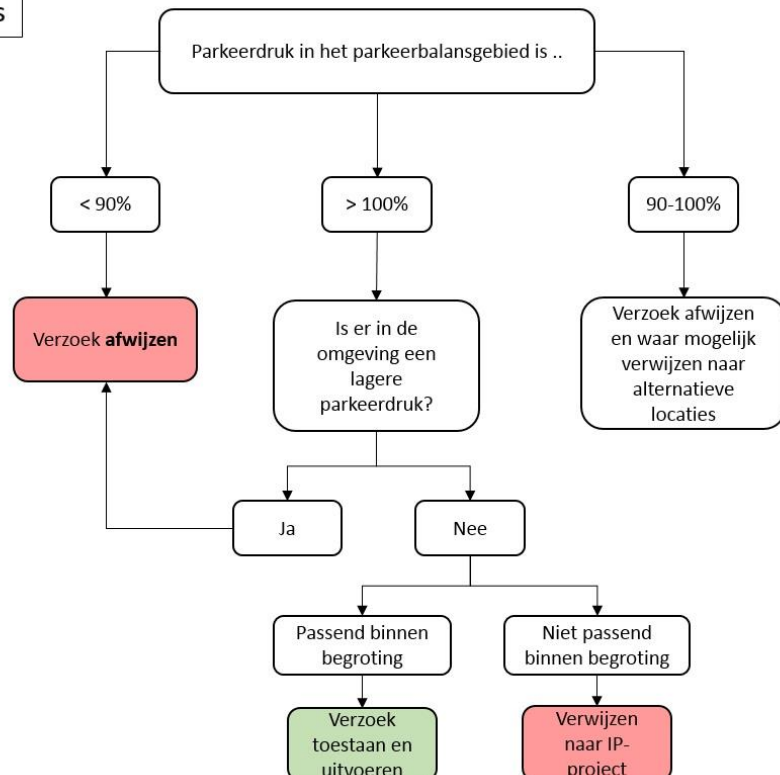 Parkeerdruk in het parkeerbalansgebied is ..
< 90%
> 100%
90-100%
Verzoek afwijzen
Is er in de
omgeving een
lagere
parkeerdruk?
Verzoek afwijzen
en waar mogelijk
verwijzen naar
alternatieve
locaties
Ja
Nee
Passend binnen
begroting
Niet passend
binnen begroting
Verzoek
toestaan en
uitvoeren
Verwijzen
naar IP-
project